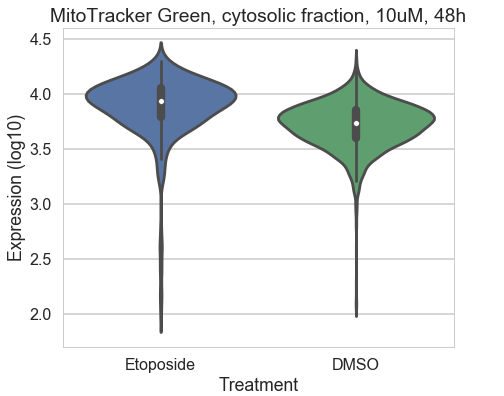 MitoTracker Green, cytosolic fraction, 10uM, 48h
4.5
4.0
3.5
3.0
2.5
2.0
Expression (log10)
Etoposide
DMSO
Treatment